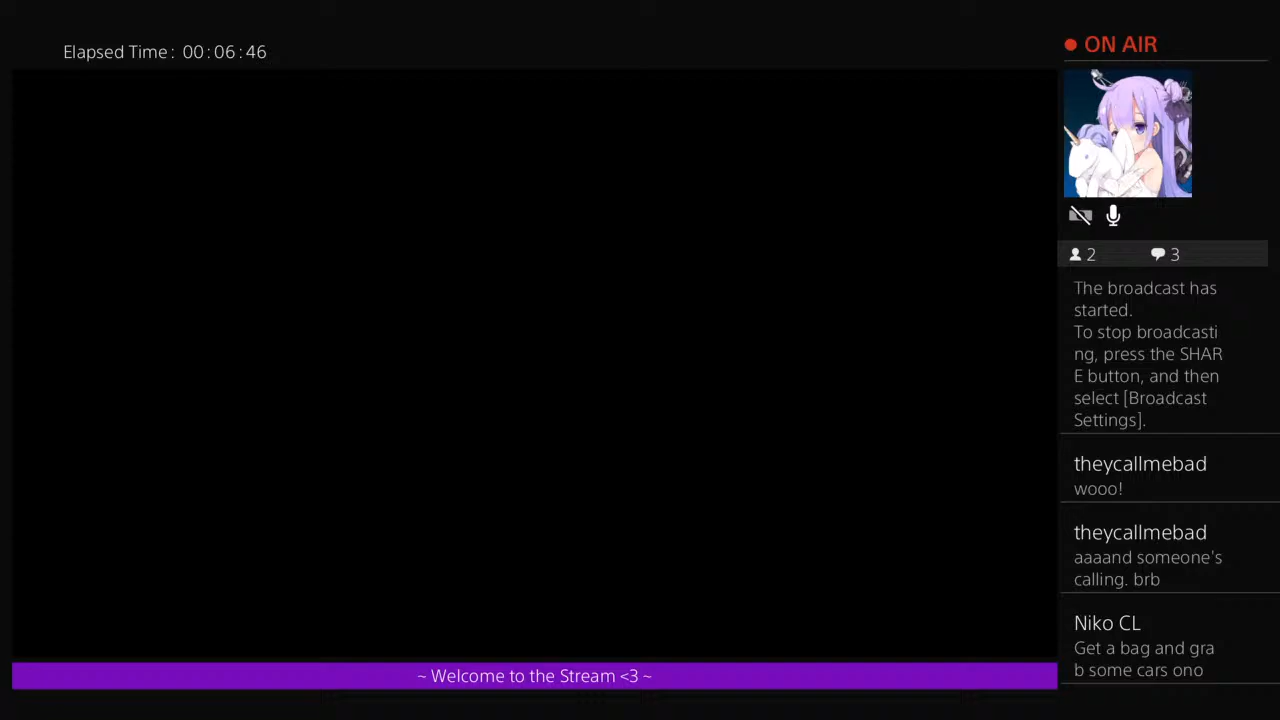 Elapsed Time: 00:06:46
ON AIR
2
3
The broadcast has
started.
To stop broadcasti
ng, press the SHAR
E button, and then
select [Broadcast
Settings].
theycallmebad
wooo!
theycallmebad
aaaand someone's
calling. brb
Niko CL
Get a bag and gra
b some cars ono
~ Welcome to the Stream <3 ~